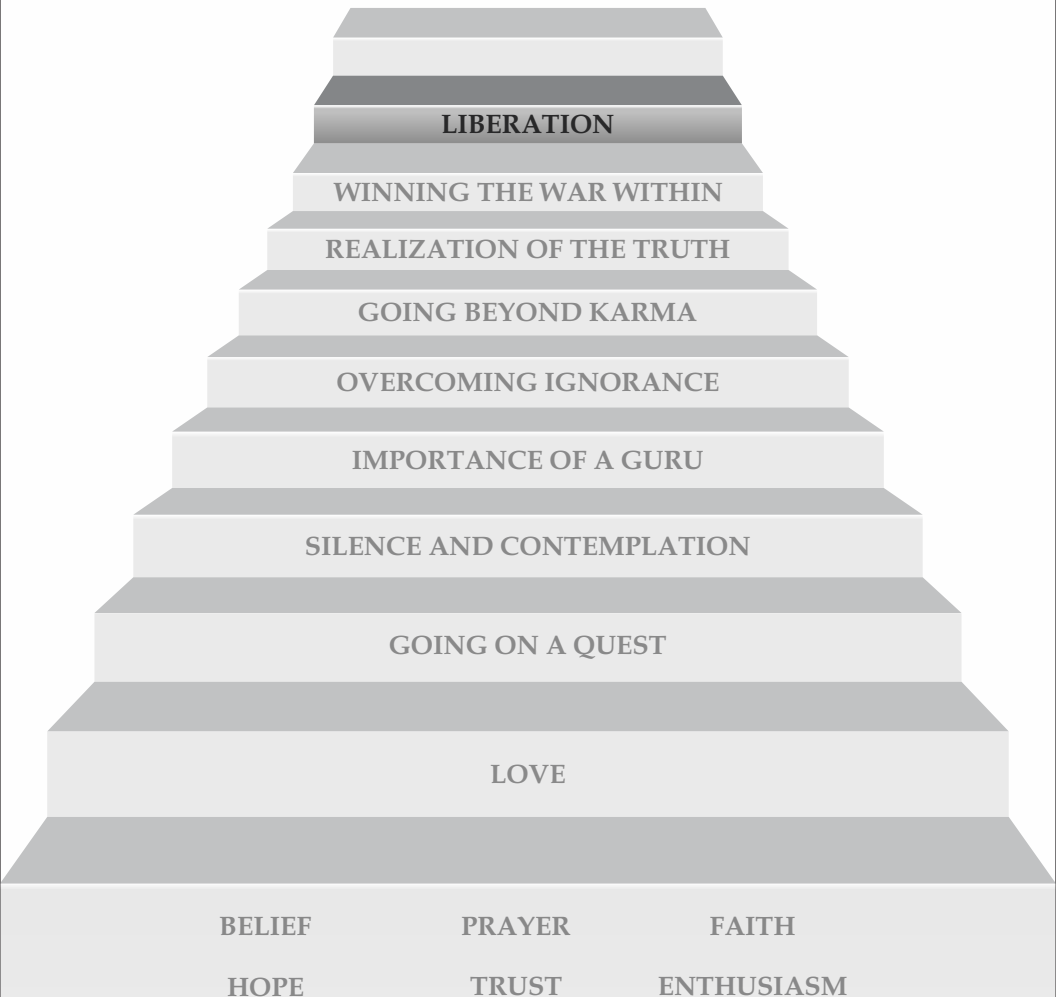 LIBERATION
WINNING THE WAR WITHIN
REALIZATION OF THE TRUTH
GOING BEYOND KARMA
OVERCOMING IGNORANCE
IMPORTANCE OF A GURU
SILENCE AND CONTEMPLATION
GOING ON A QUEST
LOVE
BELIEF PRAYER FAITH
HOPE TRUST ENTHUSIASM